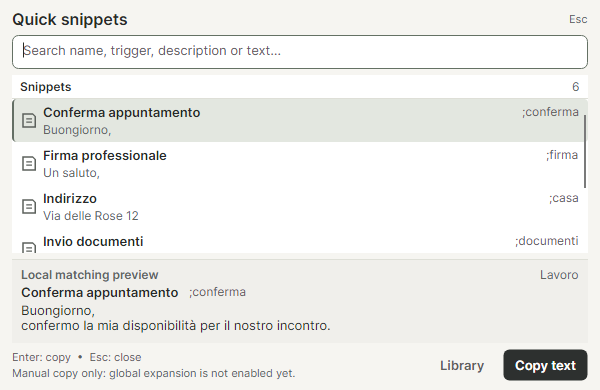 Quick snippets
Esc
Search name, trigger, description or text...
Snippets
6
Conferma appuntamento
;conferma
Buongiorno,
Firma professionale
;firma
Un saluto,
Indirizzo
;casa
Via delle Rose 12
Invio documenti
;documenti
Local matching preview
Lavoro
Conferma appuntamento ;conferma
Buongiorno,
confermo la mia disponibilità per il nostro incontro.
Enter: copy • Esc: close
Manual copy only: global expansion is not enabled yet.
Library
Copy text